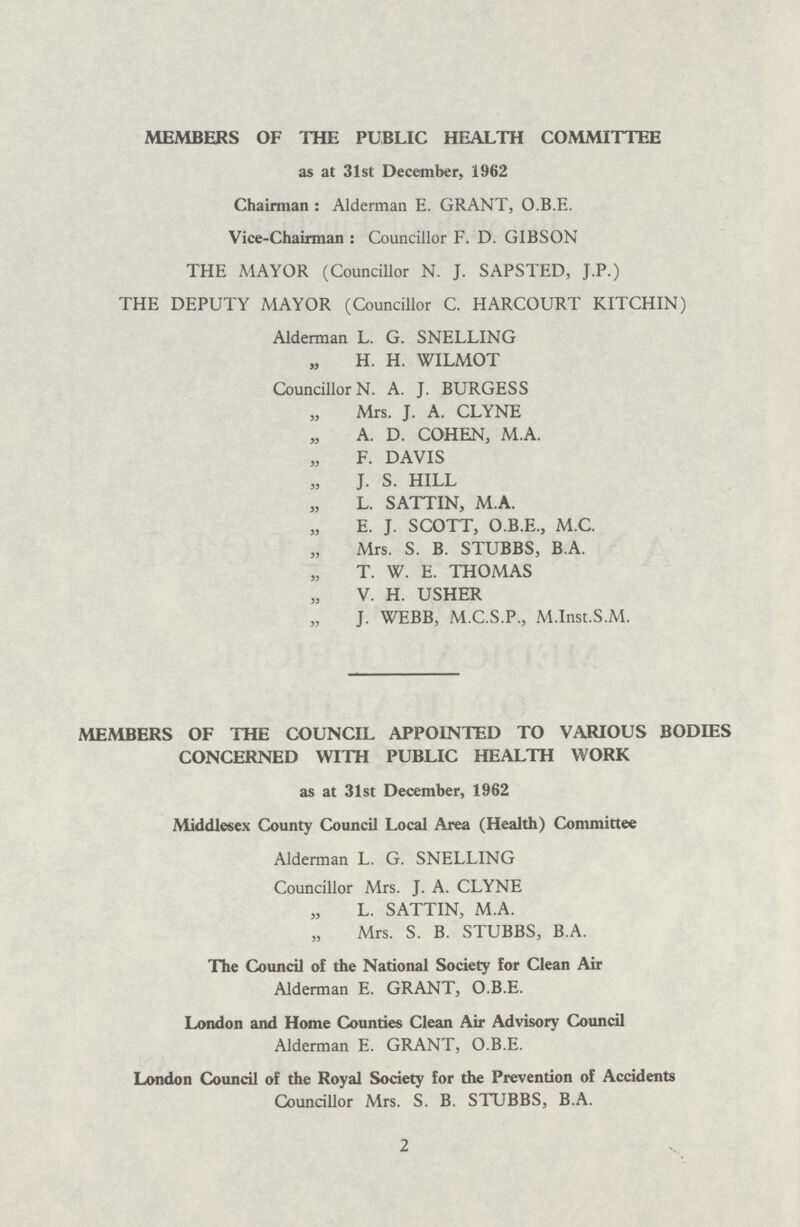 MEMBERS OF THE PUBLIC HEALTH COMMITTEE
as at 31st December, 1962
Chairman : Alderman E. GRANT, O.B.E.
Vice-Chairman : Councillor F. D. GIBSON
THE MAYOR (Councillor N. J. SAPSTED, J.P.)
THE DEPUTY MAYOR (Councillor C. HARCOURT KITCHIN)
Alderman L. G. SNELLING
„ H. H. WILMOT
Councillor N. A. J. BURGESS
„ Mrs. J. A. CLYNE
„ A. D. COHEN, M.A.
„ F. DAVIS
„ J. S. HILL
„ L. SATTIN, M.A.
„ E. J. SCOTT, O.B.E., M.C.
„ Mrs. S. B. STUBBS, B.A.
„ T. W. E. THOMAS
„ V. H. USHER
„ J. WEBB, M.C.S.P., M.Inst.S.M.
MEMBERS OF THE COUNCIL APPOINTED TO VARIOUS BODIES
CONCERNED WITH PUBLIC HEALTH WORK
as at 31st December, 1962
Middlesex County Council Local Area (Health) Committee
Alderman L. G. SNELLING
Councillor Mrs. J. A. CLYNE
„ L. SATTIN, M.A.
„ Mrs. S. B. STUBBS, B.A.
The Council of the National Society for Clean Air
Alderman E. GRANT, O.B.E.
London and Home Counties Clean Air Advisory Council
Alderman E. GRANT, O.B.E.
London Council of the Royal Society for the Prevention of Accidents
Councillor Mrs. S. B. STUBBS, B.A.
2